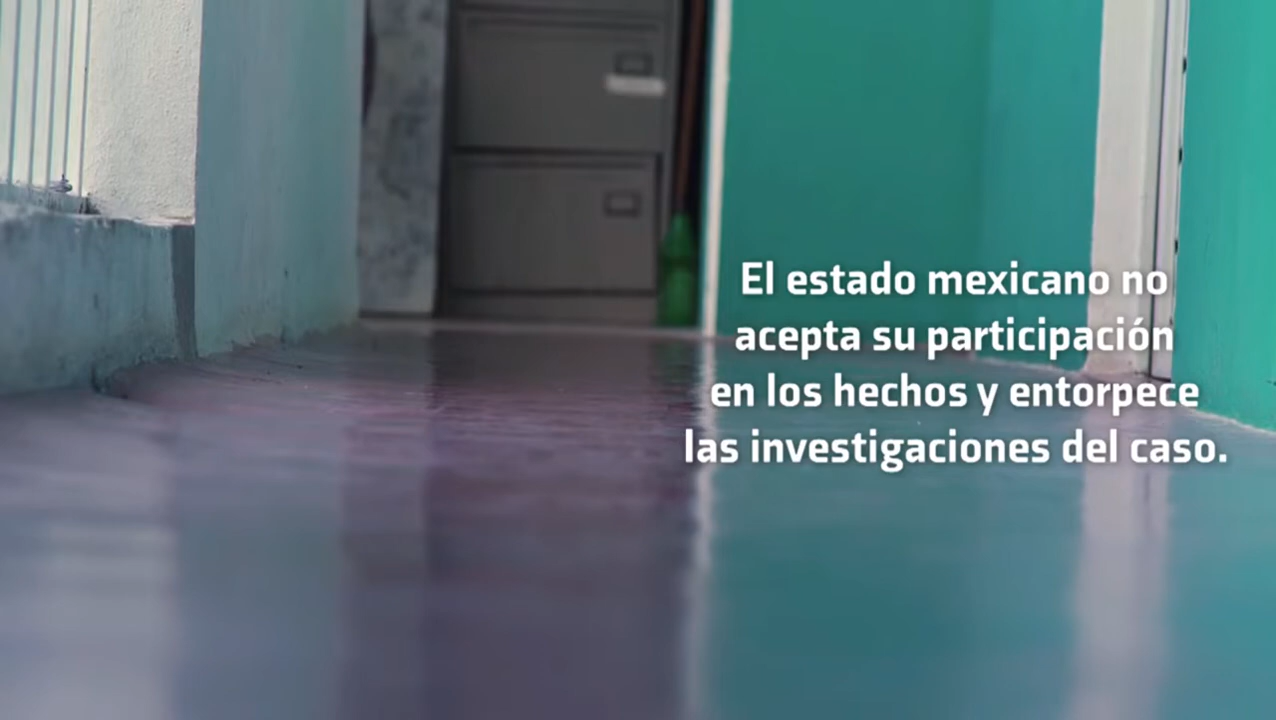 El estado mexicano no
acepta su participación
en los hechos y entorpece
las investigaciones del caso.